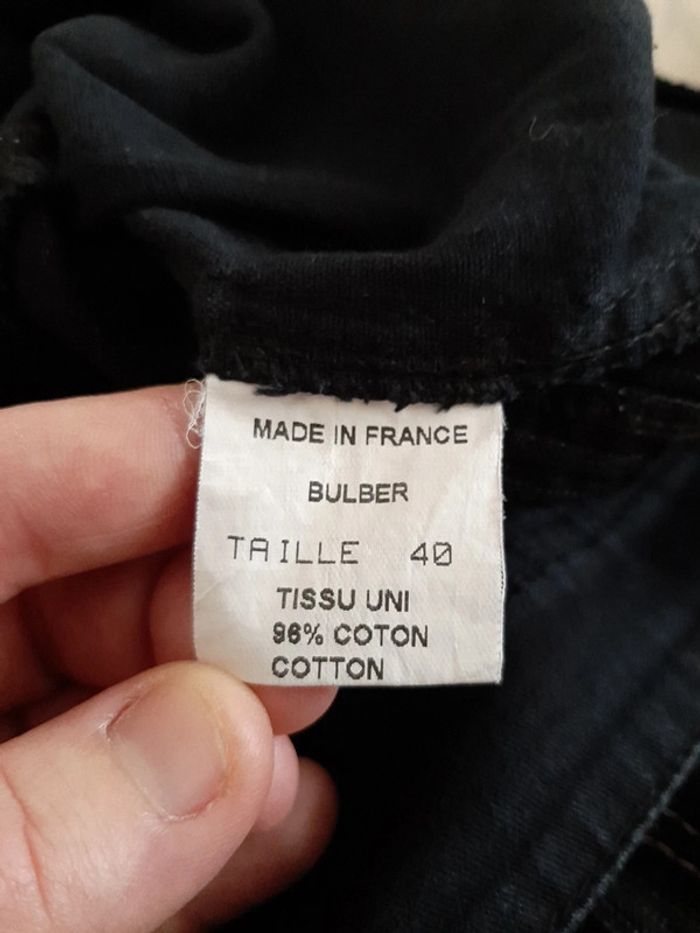 MADE IN FRANCE
BULBER
TAILLE 40
TISSU UNI
96% COTON
COTTON